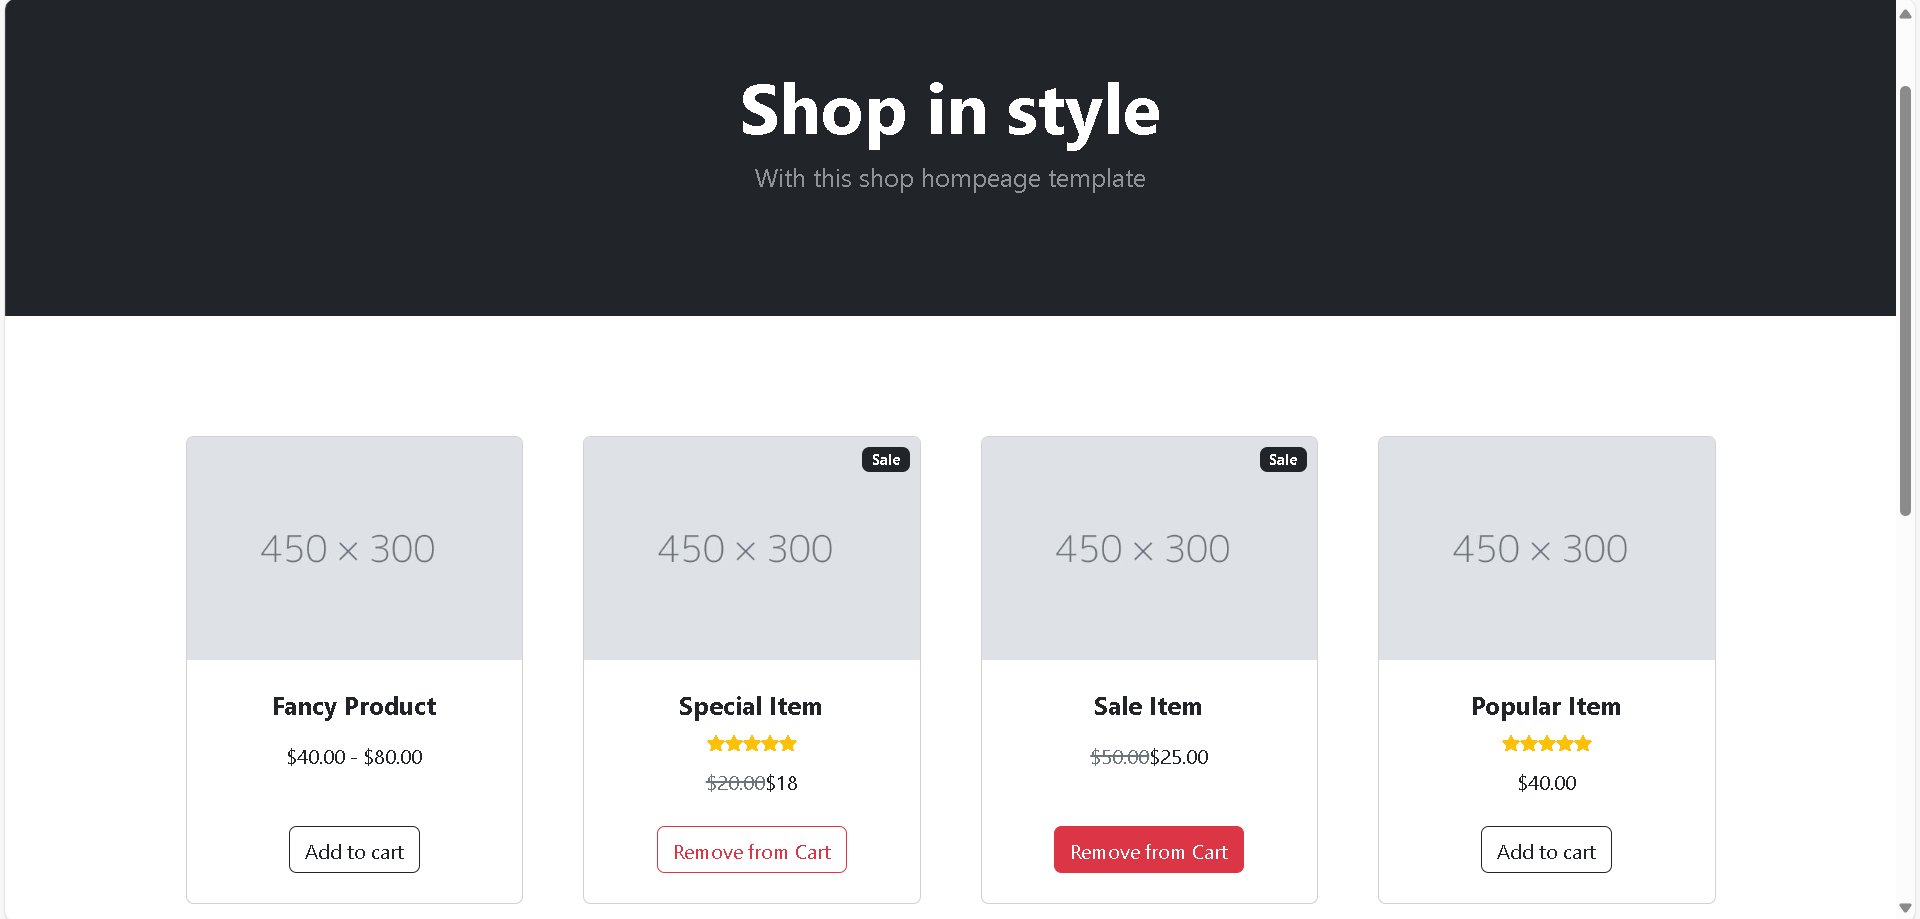 Shop in style
With this shop hompeage template
450 × 300
Fancy Product
$40.00 - $80.00
Add to cart
Sale
450 × 300
Special Item
$20.00$18
Remove from Cart
Sale
450 × 300
Sale Item
$50.00$25.00
Remove from Cart
450 × 300
Popular Item
$40.00
Add to cart